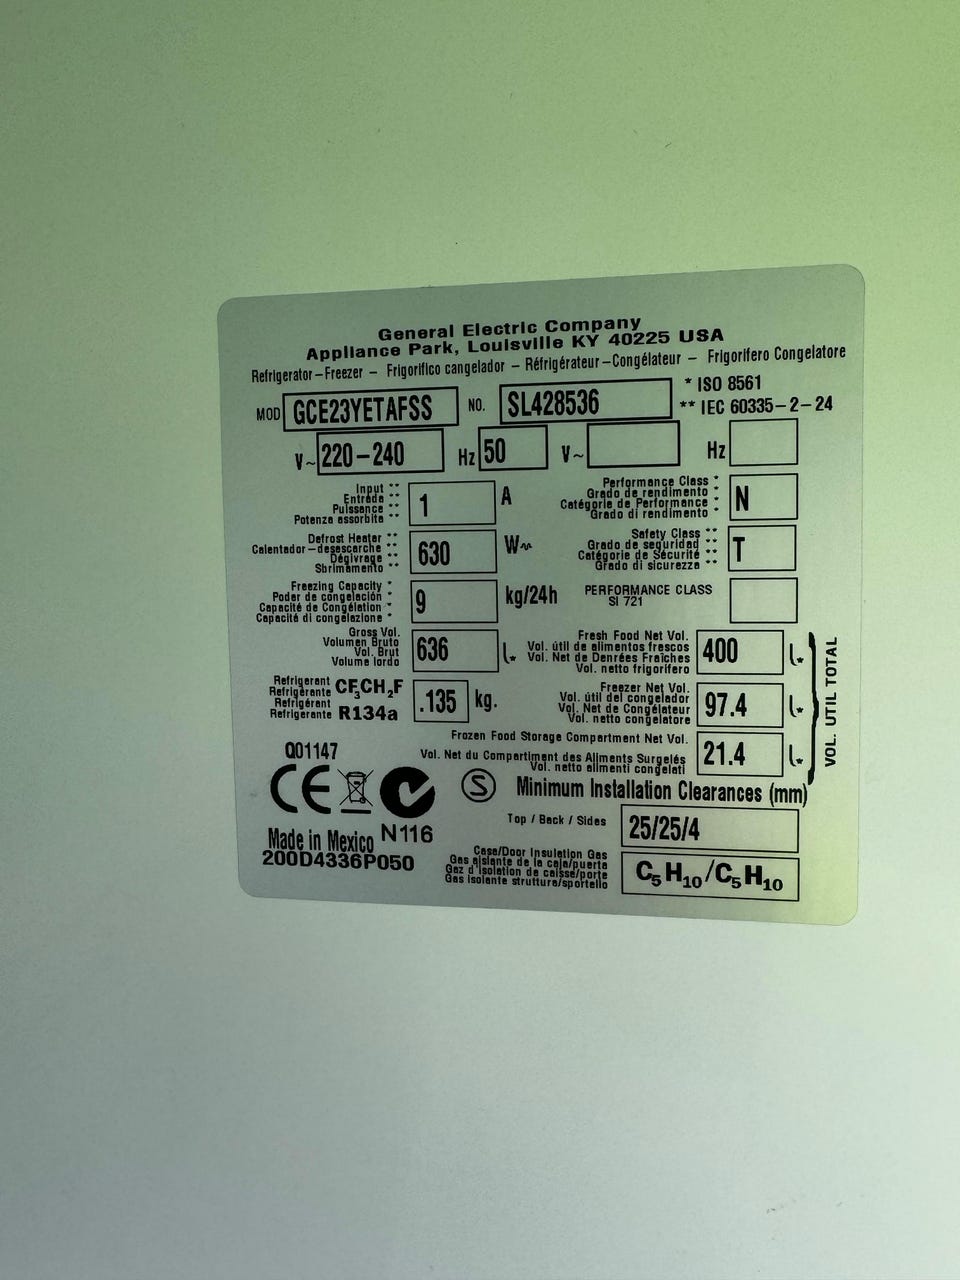 General Electric Company
Appliance Park, Louisville KY 40225 USA
Refrigerator-Freezer - Frigorifico cangelador - Réfrigérateur-Congélateur - Frigorifero Congelatore
MOD GCE23YETAFSS NO. SL428536 * ISO 8561
** IEC 60335-2-24
V~ 220-240 Hz 50 V~ Hz
Input **
Entrada **
Puissance **
Potenza assorbita **
1 A
Performance Class *
Grado de rendimento *
Catégorie de Performance *
Grado di rendimento *
N
Defrost Heater **
Calentador-desescarche **
Dégivrage **
Sbrimamento **
630 W
Safety Class **
Grado de seguridad **
Catégorie de Sécurité **
Grado di sicurezza **
T
Freezing Capacity *
Poder de congelación *
Capacité de Congélation *
Capacità di congelazione *
9 kg/24h
PERFORMANCE CLASS
SI 721
Gross Vol.
Volumen Bruto
Vol. Brut
Volume lordo
636 L*
Fresh Food Net Vol.
Vol. útil de alimentos frescos
Vol. Net de Denrées Fraîches
Vol. netto frigorifero
400 L*
Refrigerant
Refrigérante
Refrigérant
Refrigerante
CF₃CH₂F
R134a
.135 kg.
Freezer Net Vol.
Vol. útil del congelador
Vol. Net de Congélateur
Vol. netto congelatore
97.4 L*
Frozen Food Storage Compartment Net Vol.
Vol. Net du Compartiment des Aliments Surgelés
Vol. netto alimenti congelati
21.4 L*
VOL. UTIL TOTAL
Q01147
CE
N116
Made in Mexico
200D4336P050
S
Minimum Installation Clearances (mm)
Top / Back / Sides 25/25/4
Case/Door Insulation Gas
Gas aislante de la caja/puerta
Gaz d'isolation de caisse/porte
Gas isolante struttura/sportello
C₅H₁₀/C₅H₁₀